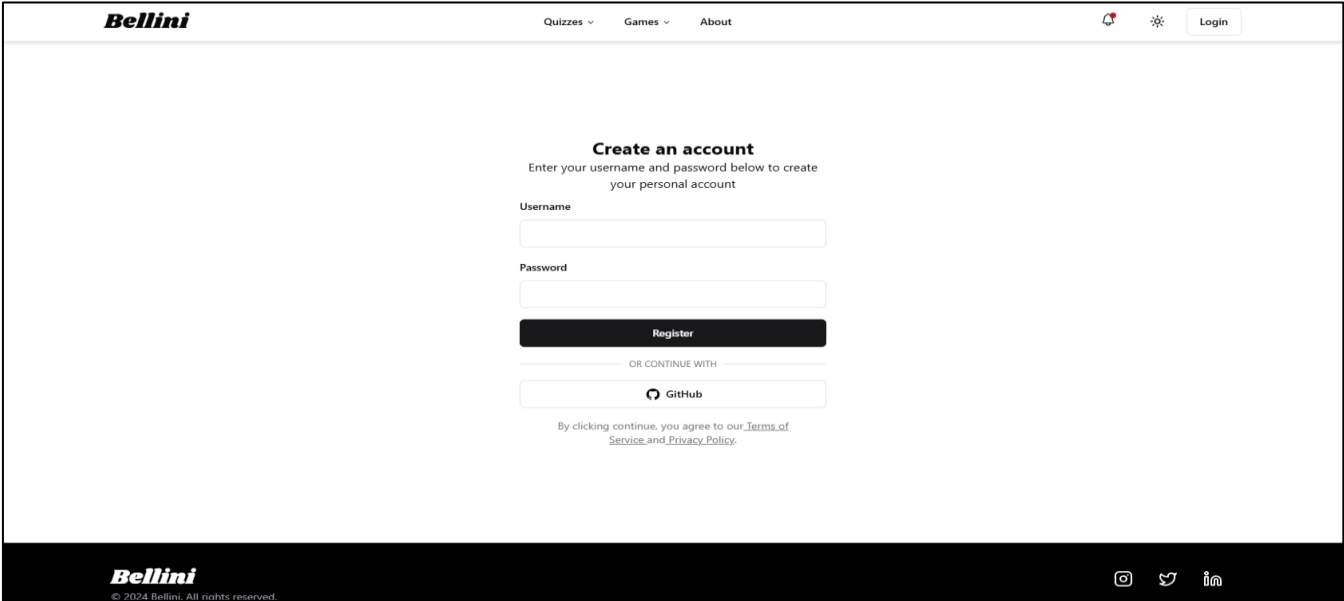 Bellini
Quizzes
Games
About
Login
Create an account
Enter your username and password below to create
your personal account
Username
Password
Register
OR CONTINUE WITH
GitHub
By clicking continue, you agree to our Terms of
Service and Privacy Policy.
Bellini
© 2024 Bellini. All rights reserved.